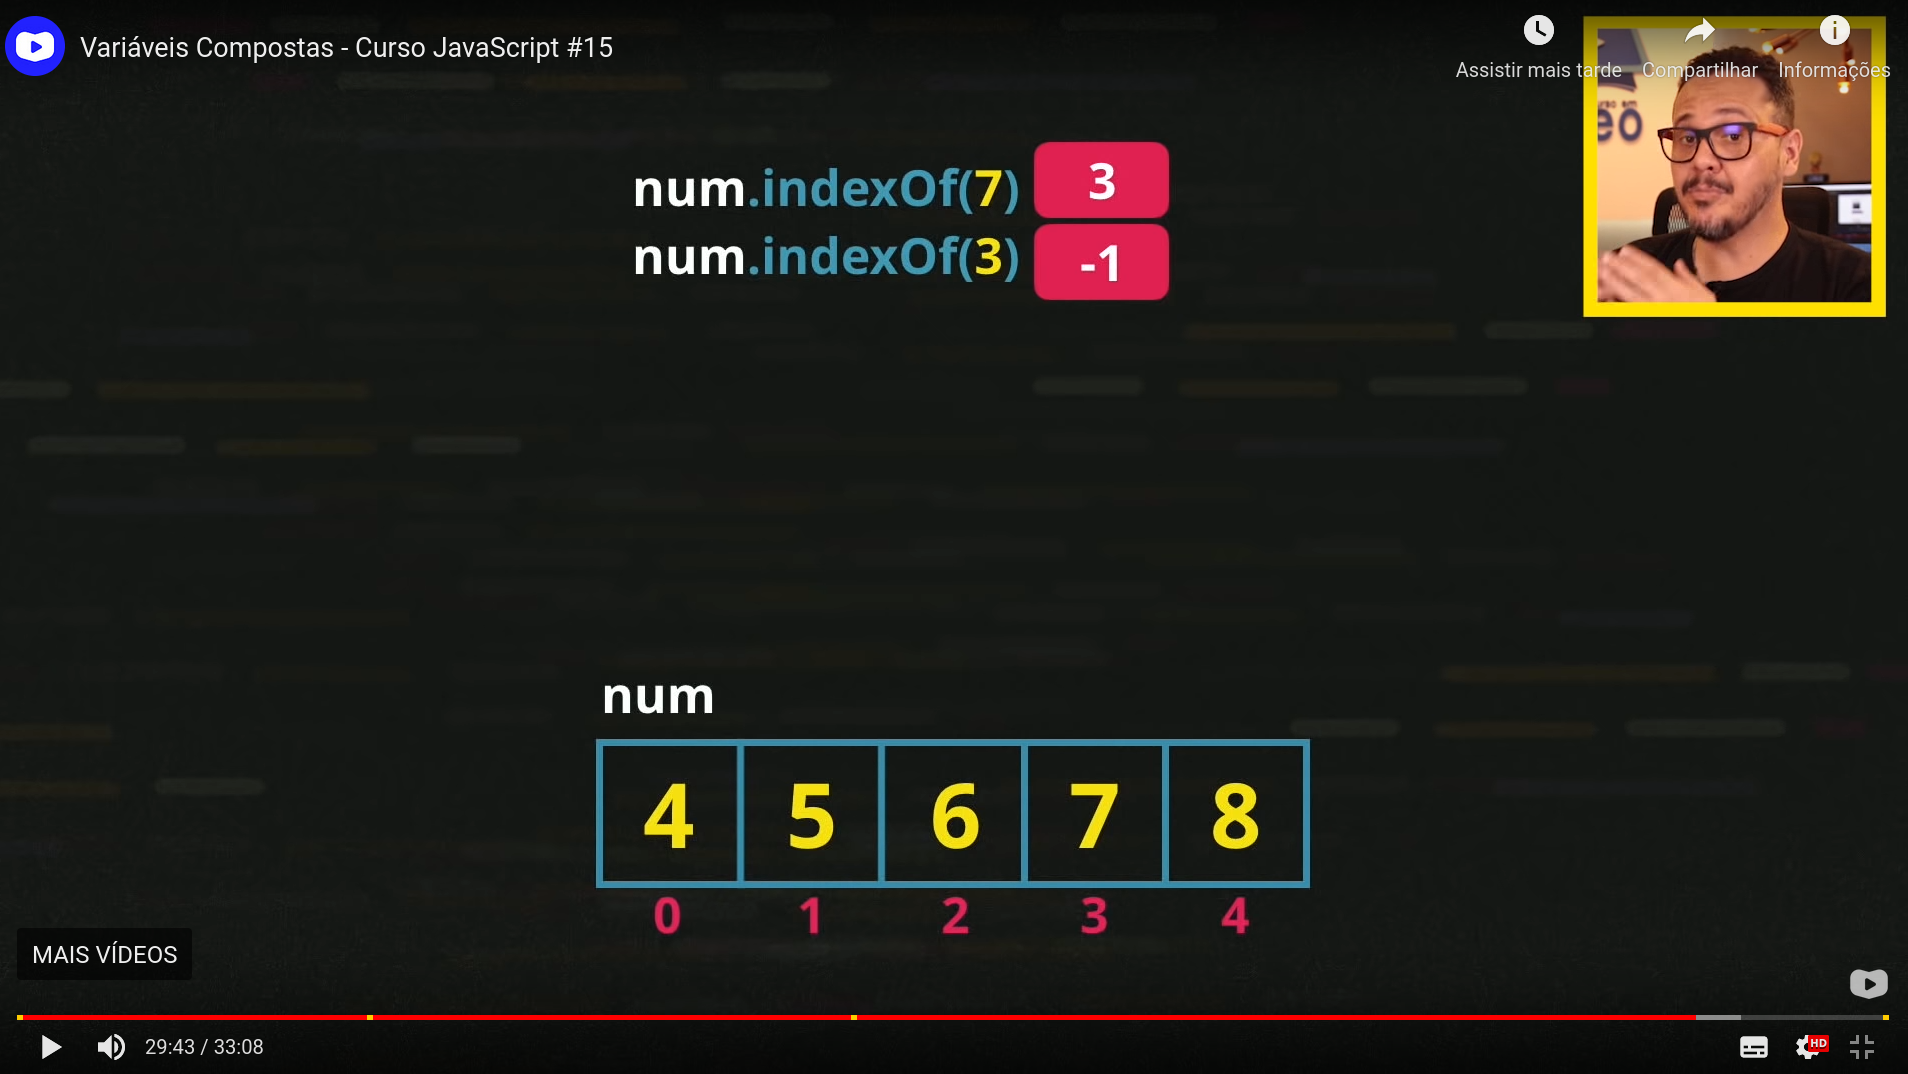 Variáveis Compostas - Curso JavaScript #15
Assistir mais tarde
Compartilhar
Informações
eo
num.indexOf(7) 3
num.indexOf(3) -1
num
4 5 6 7 8
0 1 2 3 4
MAIS VÍDEOS
29:43 / 33:08
HD